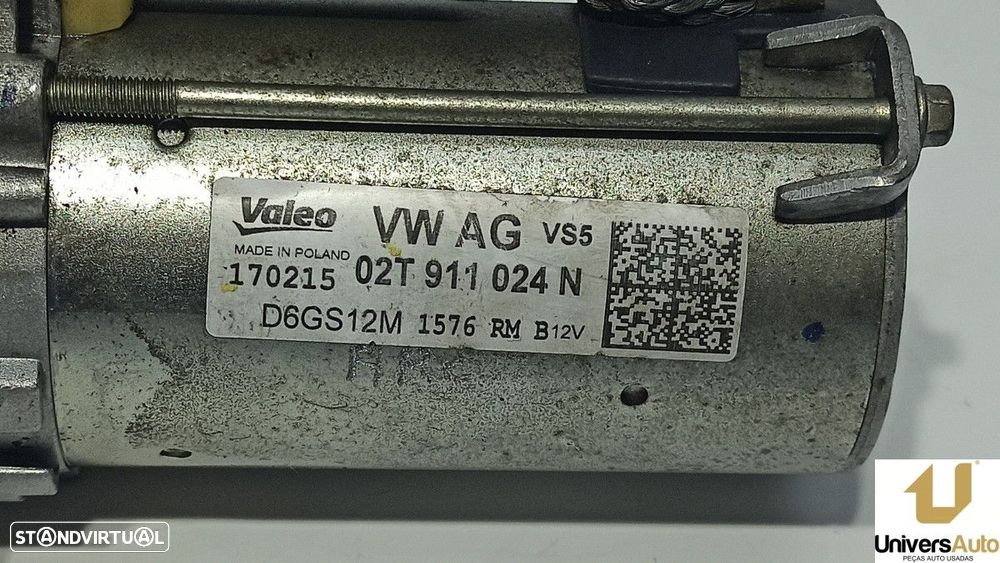 Valeo VW AG VS5
MADE IN POLAND
170215 02T 911 024 N
D6GS12M 1576 RM B12V
STANDVIRTUAL
UniversAuto
PEÇAS AUTO USADAS